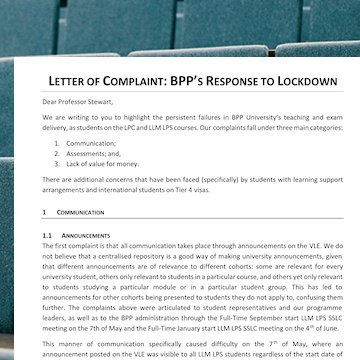 LETTER OF COMPLAINT: BPP'S RESPONSE TO LOCKDOWN
Dear Professor Stewart,
We are writing to you to highlight the persistent failures in BPP University's teaching and exam
delivery, as students on the LPC and LLM LPS courses. Our complaints fall under three main categories:
1. Communication;
2. Assessments; and,
3. Lack of value for money.
There are additional concerns that have been faced (specifically) by students with learning support
arrangements and international students on Tier 4 visas.
1 COMMUNICATION
1.1 ANNOUNCEMENTS
The first complaint is that all communication takes place through announcements on the VLE. We do
not believe that a centralised repository is a good way of making university announcements, given
that different announcements are of relevance to different cohorts: some are relevant for every
university student, others only relevant to students in a particular course, and others yet only relevant
to students studying a particular module or in a particular student group. This has led to
announcements for other cohorts being presented to students they do not apply to, confusing them
further. The complaints above were articulated to student representatives and our programme
leaders, as well as to the BPP administration through the Full-Time September start LLM LPS SSLC
meeting on the 7th of May and the Full-Time January start LLM LPS SSLC meeting on the 4th of June.
This manner of communication specifically caused difficulty on the 7th of May, where an
announcement posted on the VLE was visible to all LLM LPS students regardless of the start date of